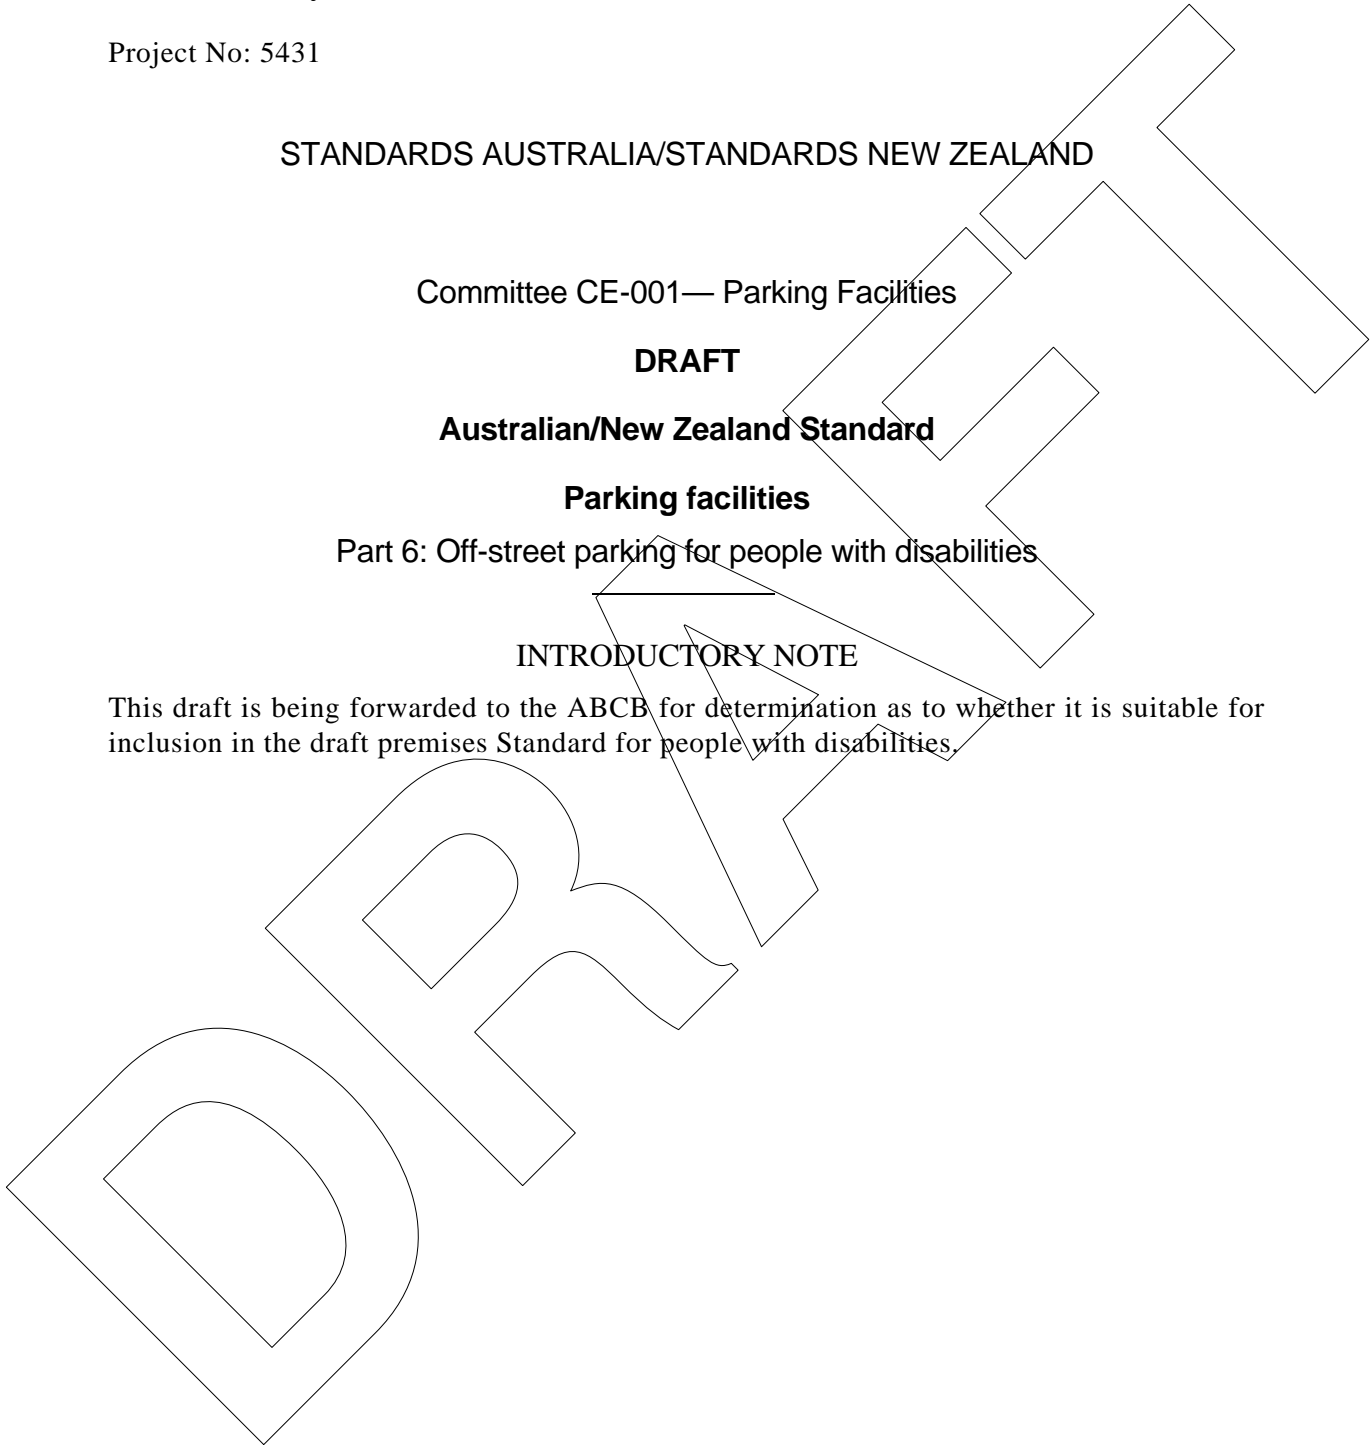 Project No: 5431
STANDARDS AUSTRALIA/STANDARDS NEW ZEALAND
Committee CE-001— Parking Facilities
DRAFT
Australian/New Zealand Standard
Parking facilities
Part 6: Off-street parking for people with disabilities
INTRODUCTORY NOTE
This draft is being forwarded to the ABCB for determination as to whether it is suitable for
inclusion in the draft premises Standard for people with disabilities.
DRAFT